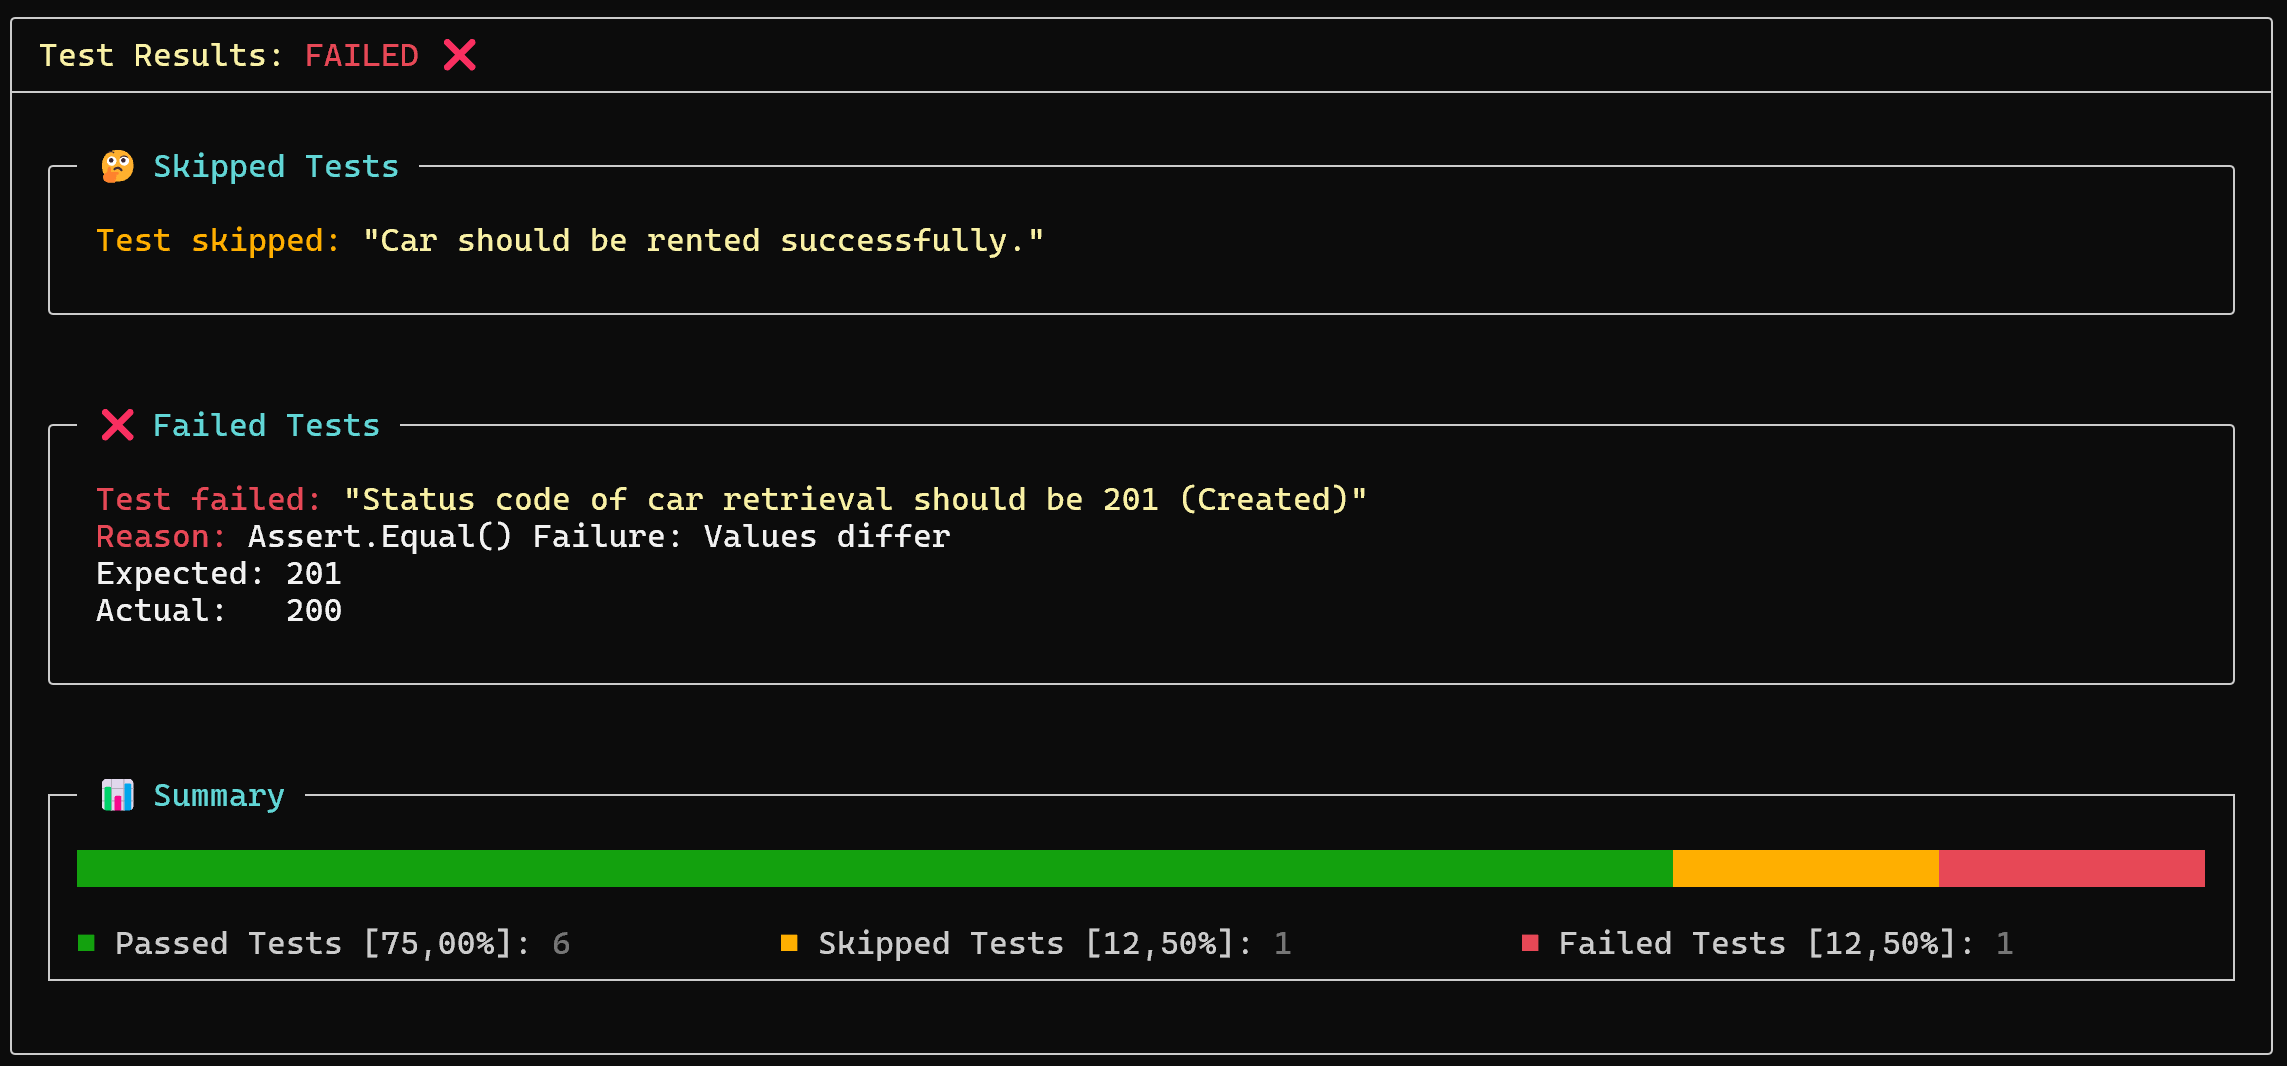 Test Results: FAILED ❌
🤔 Skipped Tests
Test skipped: "Car should be rented successfully."
❌ Failed Tests
Test failed: "Status code of car retrieval should be 201 (Created)"
Reason: Assert.Equal() Failure: Values differ
Expected: 201
Actual:   200
📊 Summary
Passed Tests [75,00%]: 6
Skipped Tests [12,50%]: 1
Failed Tests [12,50%]: 1